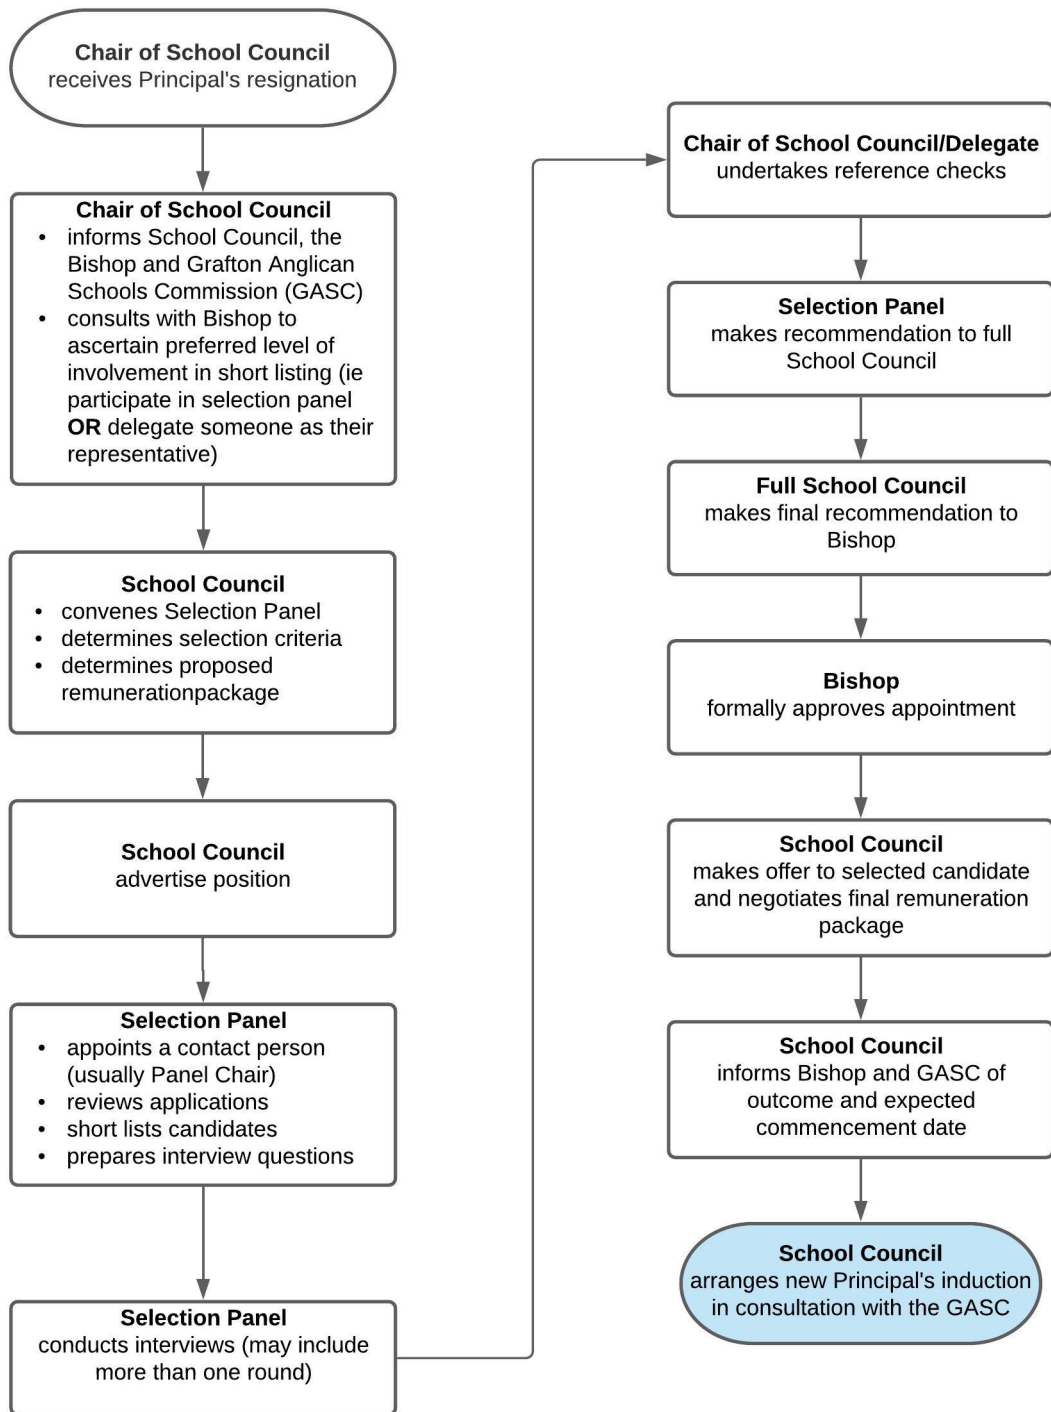 Chair of School Council
receives Principal's resignation
Chair of School Council
• informs School Council, the
Bishop and Grafton Anglican
Schools Commission (GASC)
• consults with Bishop to
ascertain preferred level of
involvement in short listing (ie
participate in selection panel
OR delegate someone as their
representative)
School Council
• convenes Selection Panel
• determines selection criteria
• determines proposed
remunerationpackage
School Council
advertise position
Selection Panel
• appoints a contact person
(usually Panel Chair)
• reviews applications
• short lists candidates
• prepares interview questions
Selection Panel
conducts interviews (may include
more than one round)
Chair of School Council/Delegate
undertakes reference checks
Selection Panel
makes recommendation to full
School Council
Full School Council
makes final recommendation to
Bishop
Bishop
formally approves appointment
School Council
makes offer to selected candidate
and negotiates final remuneration
package
School Council
informs Bishop and GASC of
outcome and expected
commencement date
School Council
arranges new Principal's induction
in consultation with the GASC